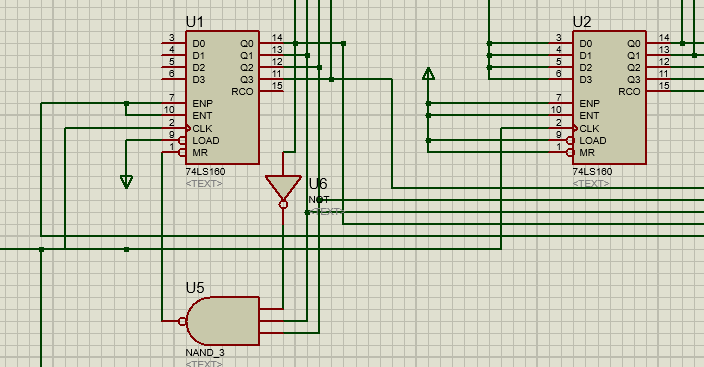 U1
3 D0 Q0 14
4 D1 Q1 13
5 D2 Q2 12
6 D3 Q3 11
RCO 15
7 ENP
10 ENT
2 CLK
9 LOAD
1 MR
74LS160
<TEXT>
U2
3 D0 Q0 14
4 D1 Q1 13
5 D2 Q2 12
6 D3 Q3 11
RCO 15
7 ENP
10 ENT
2 CLK
9 LOAD
1 MR
74LS160
<TEXT>
U6
NOT
<TEXT>
U5
NAND_3
<TEXT>